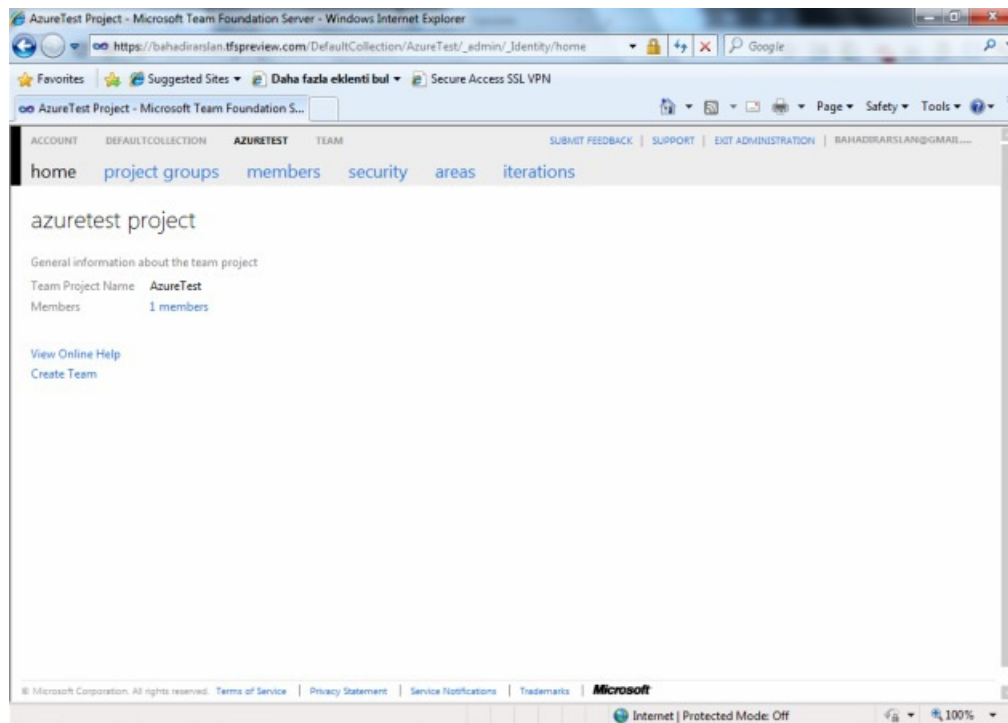 AzureTest Project - Microsoft Team Foundation Server - Windows Internet Explorer
https://bahadirarslan.tfspreview.com/DefaultCollection/AzureTest/_admin/_Identity/home Google
Favorites Suggested Sites Daha fazla eklenti bul Secure Access SSL VPN
AzureTest Project - Microsoft Team Foundation S... Page Safety Tools
ACCOUNT DEFAULTCOLLECTION AZURETEST TEAM SUBMIT FEEDBACK | SUPPORT | EXIT ADMINISTRATION | BAHADIRARSLAN@GMAIL....
home project groups members security areas iterations
azuretest project
General information about the team project
Team Project Name AzureTest
Members 1 members
View Online Help
Create Team
© Microsoft Corporation. All rights reserved. Terms of Service | Privacy Statement | Service Notifications | Trademarks | Microsoft
Internet | Protected Mode: Off 100%